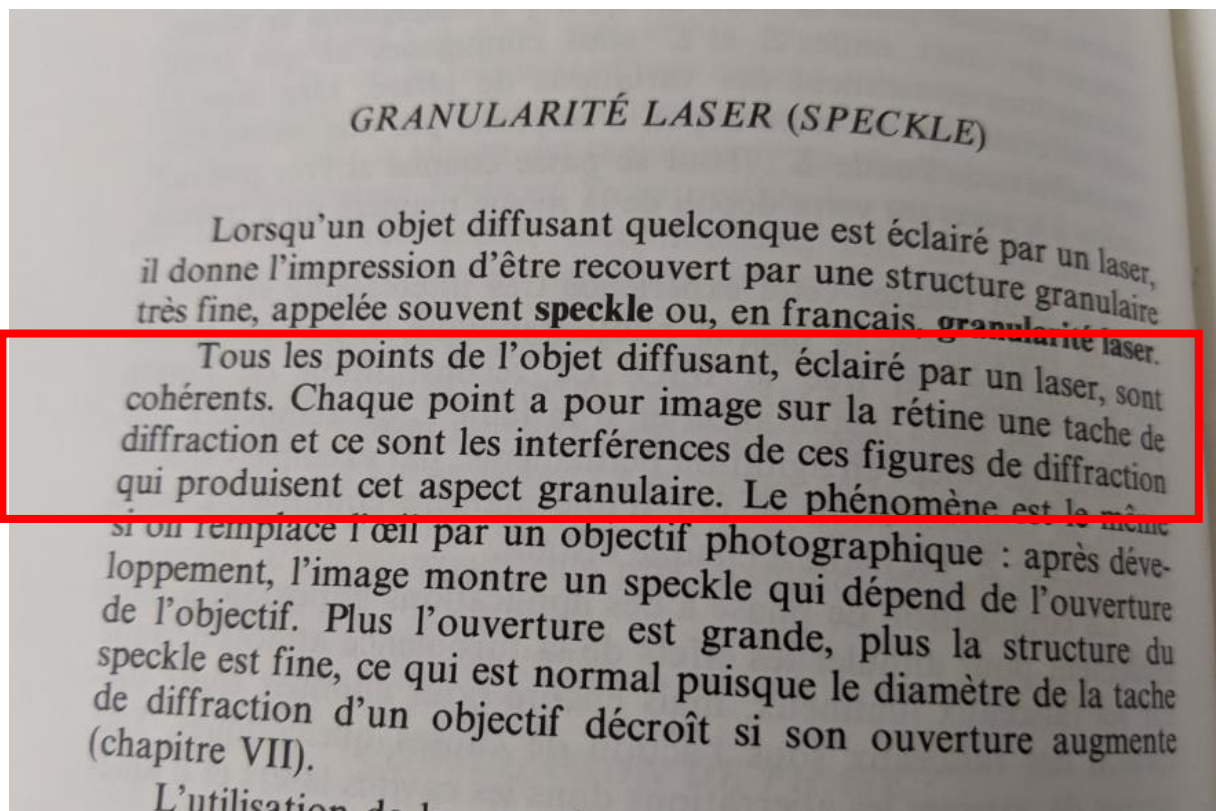 GRANULARITÉ LASER (SPECKLE)
Lorsqu'un objet diffusant quelconque est éclairé par un laser,
il donne l'impression d'être recouvert par une structure granulaire
très fine, appelée souvent speckle ou, en français, granularité laser.
Tous les points de l'objet diffusant, éclairé par un laser, sont
cohérents. Chaque point a pour image sur la rétine une tache de
diffraction et ce sont les interférences de ces figures de diffraction
qui produisent cet aspect granulaire. Le phénomène est le même
si on remplace l'œil par un objectif photographique : après déve-
loppement, l'image montre un speckle qui dépend de l'ouverture
de l'objectif. Plus l'ouverture est grande, plus la structure du
speckle est fine, ce qui est normal puisque le diamètre de la tache
de diffraction d'un objectif décroît si son ouverture augmente
(chapitre VII).
L'utilisation de